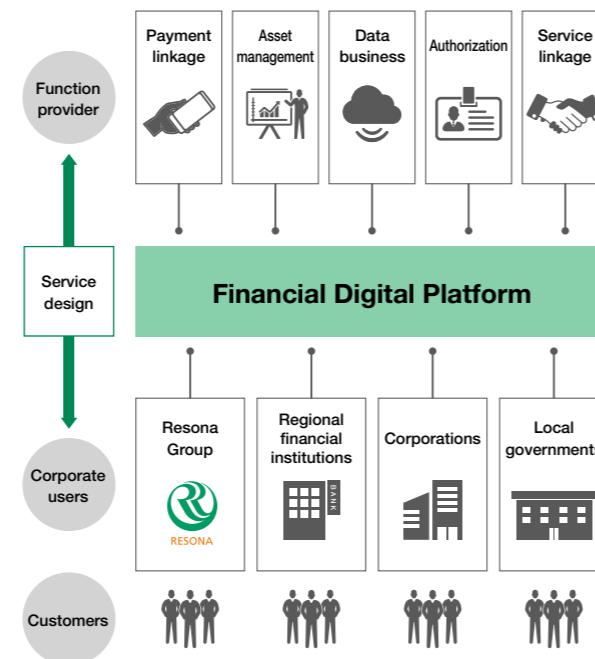 Function
provider
Payment
linkage
Asset
management
Data
business
Authorization
Service
linkage
Service
design
Financial Digital Platform
Corporate
users
Resona
Group
RESONA
Regional
financial
institutions
BANK
Corporations
Local
governments
Customers